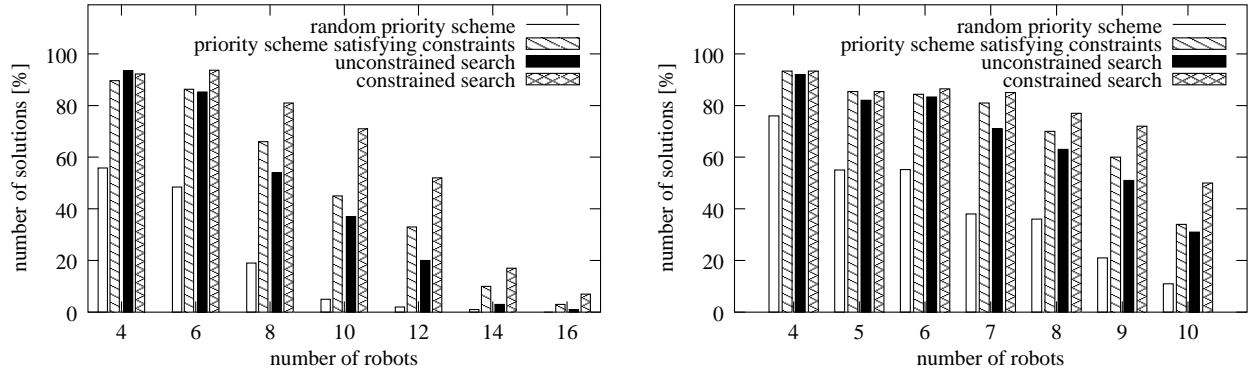 random priority scheme
priority scheme satisfying constraints
unconstrained search
constrained search
number of solutions [%]
100
80
60
40
20
0
4 6 8 10 12 14 16
number of robots
random priority scheme
priority scheme satisfying constraints
unconstrained search
constrained search
number of solutions [%]
100
80
60
40
20
0
4 5 6 7 8 9 10
number of robots